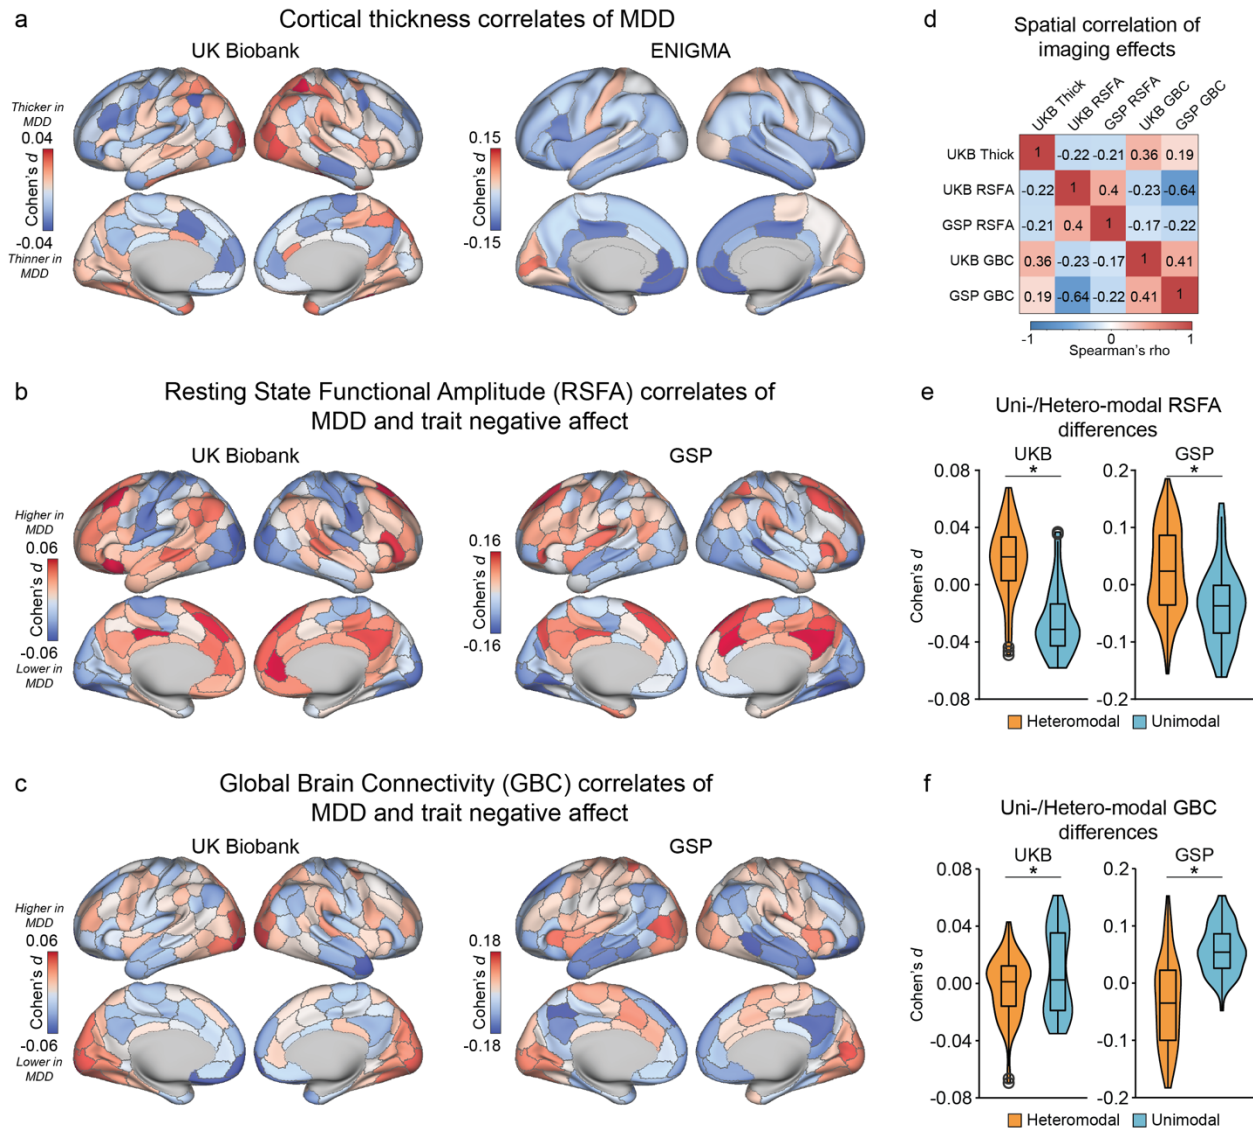 a
Cortical thickness correlates of MDD
UK Biobank
ENIGMA
Thicker in
MDD
0.04
Cohen's d
-0.04
Thinner in
MDD
0.15
Cohen's d
-0.15
b
Resting State Functional Amplitude (RSFA) correlates of
MDD and trait negative affect
UK Biobank
GSP
Higher in
MDD
0.06
Cohen's d
-0.06
Lower in
MDD
0.16
Cohen's d
-0.16
c
Global Brain Connectivity (GBC) correlates of
MDD and trait negative affect
UK Biobank
GSP
Higher in
MDD
0.06
Cohen's d
-0.06
Lower in
MDD
0.18
Cohen's d
-0.18
d
Spatial correlation of
imaging effects
UKB Thick
UKB RSFA
GSP RSFA
UKB GBC
GSP GBC
UKB Thick 1 -0.22 -0.21 0.36 0.19
UKB RSFA -0.22 1 0.4 -0.23 -0.64
GSP RSFA -0.21 0.4 1 -0.17 -0.22
UKB GBC 0.36 -0.23 -0.17 1 0.41
GSP GBC 0.19 -0.64 -0.22 0.41 1
-1 0 1
Spearman's rho
e
Uni-/Hetero-modal RSFA
differences
UKB
*
0.08
0.04
0.00
-0.04
-0.08
Cohen's d
GSP
*
0.2
0.1
0.0
-0.1
-0.2
Heteromodal Unimodal
f
Uni-/Hetero-modal GBC
differences
UKB
*
0.08
0.04
0.00
-0.04
-0.08
Cohen's d
GSP
*
0.2
0.1
0.0
-0.1
-0.2
Heteromodal Unimodal